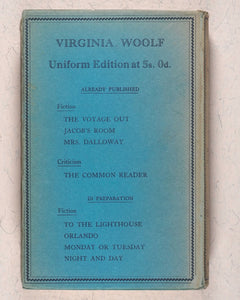 VIRGINIA WOOLF
Uniform Edition at 5s. 0d.
ALREADY PUBLISHED
Fiction
THE VOYAGE OUT
JACOB'S ROOM
MRS. DALLOWAY
Criticism
THE COMMON READER
IN PREPARATION
Fiction
TO THE LIGHTHOUSE
ORLANDO
MONDAY OR TUESDAY
NIGHT AND DAY